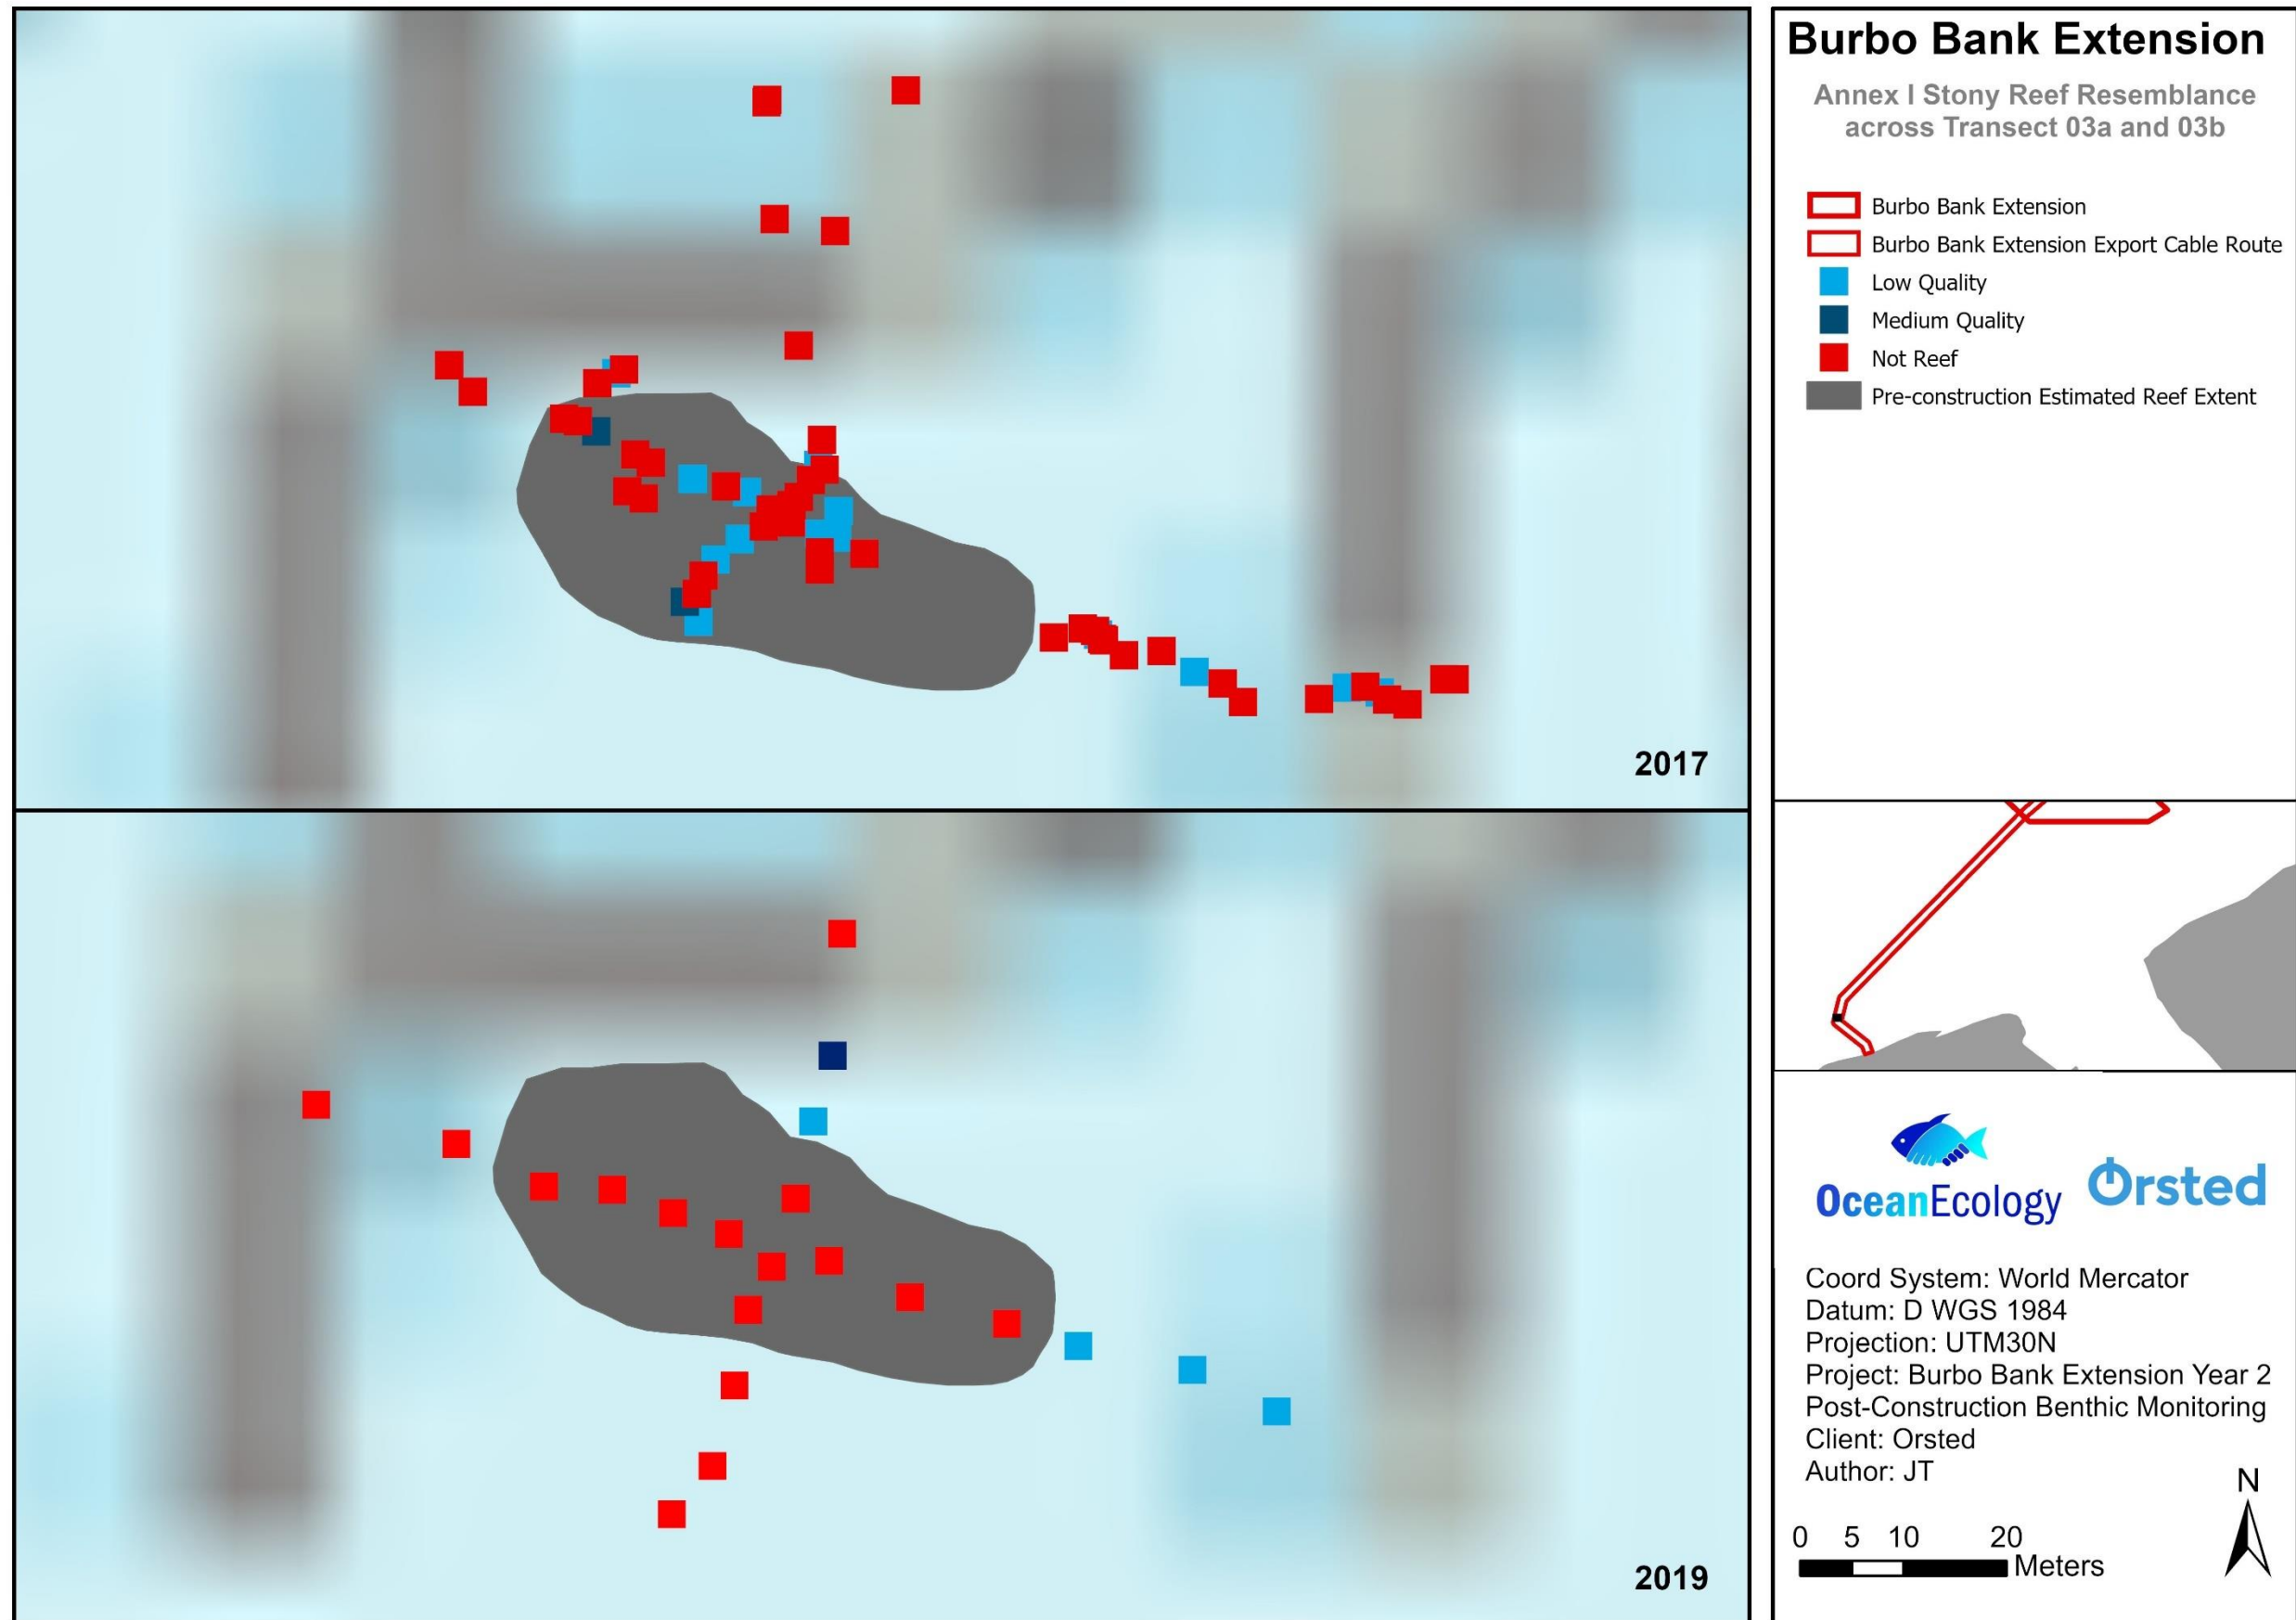 2017
2019
Burbo Bank Extension
Annex I Stony Reef Resemblance
across Transect 03a and 03b
Burbo Bank Extension
Burbo Bank Extension Export Cable Route
Low Quality
Medium Quality
Not Reef
Pre-construction Estimated Reef Extent
OceanEcology
Orsted
Coord System: World Mercator
Datum: D WGS 1984
Projection: UTM30N
Project: Burbo Bank Extension Year 2
Post-Construction Benthic Monitoring
Client: Orsted
Author: JT
N
0 5 10 20
Meters